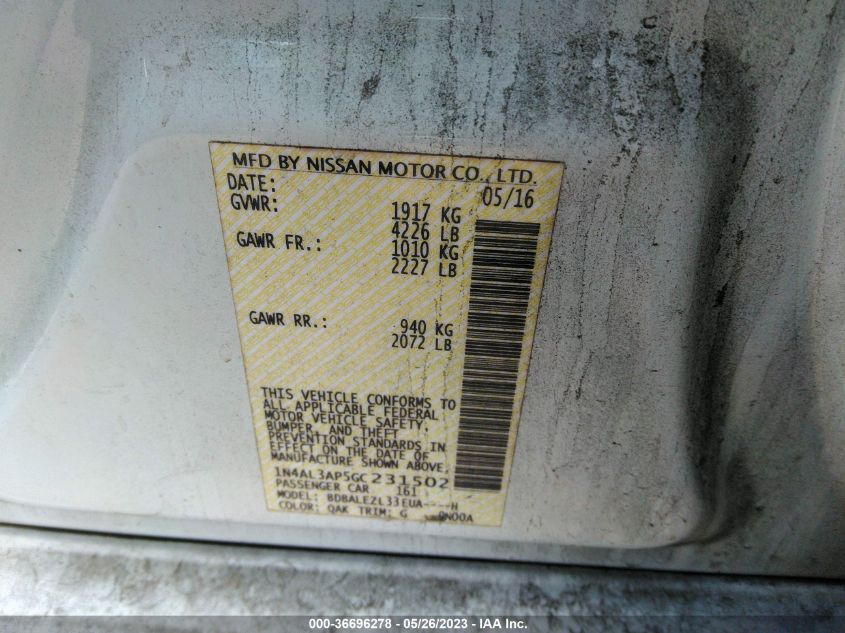 MFD BY NISSAN MOTOR CO., LTD.
DATE: 05/16
GVWR: 1917 KG
4226 LB
GAWR FR.: 1010 KG
2227 LB
GAWR RR.: 940 KG
2072 LB
THIS VEHICLE CONFORMS TO
ALL APPLICABLE FEDERAL
MOTOR VEHICLE SAFETY,
BUMPER, AND THEFT
PREVENTION STANDARDS IN
EFFECT ON THE DATE OF
MANUFACTURE SHOWN ABOVE.
1N4AL3AP5GC231502
PASSENGER CAR 161
MODEL: BDBALEZL33EUA----H
COLOR: QAK TRIM: G 0N00A
000-36696278 - 05/26/2023 - IAA Inc.